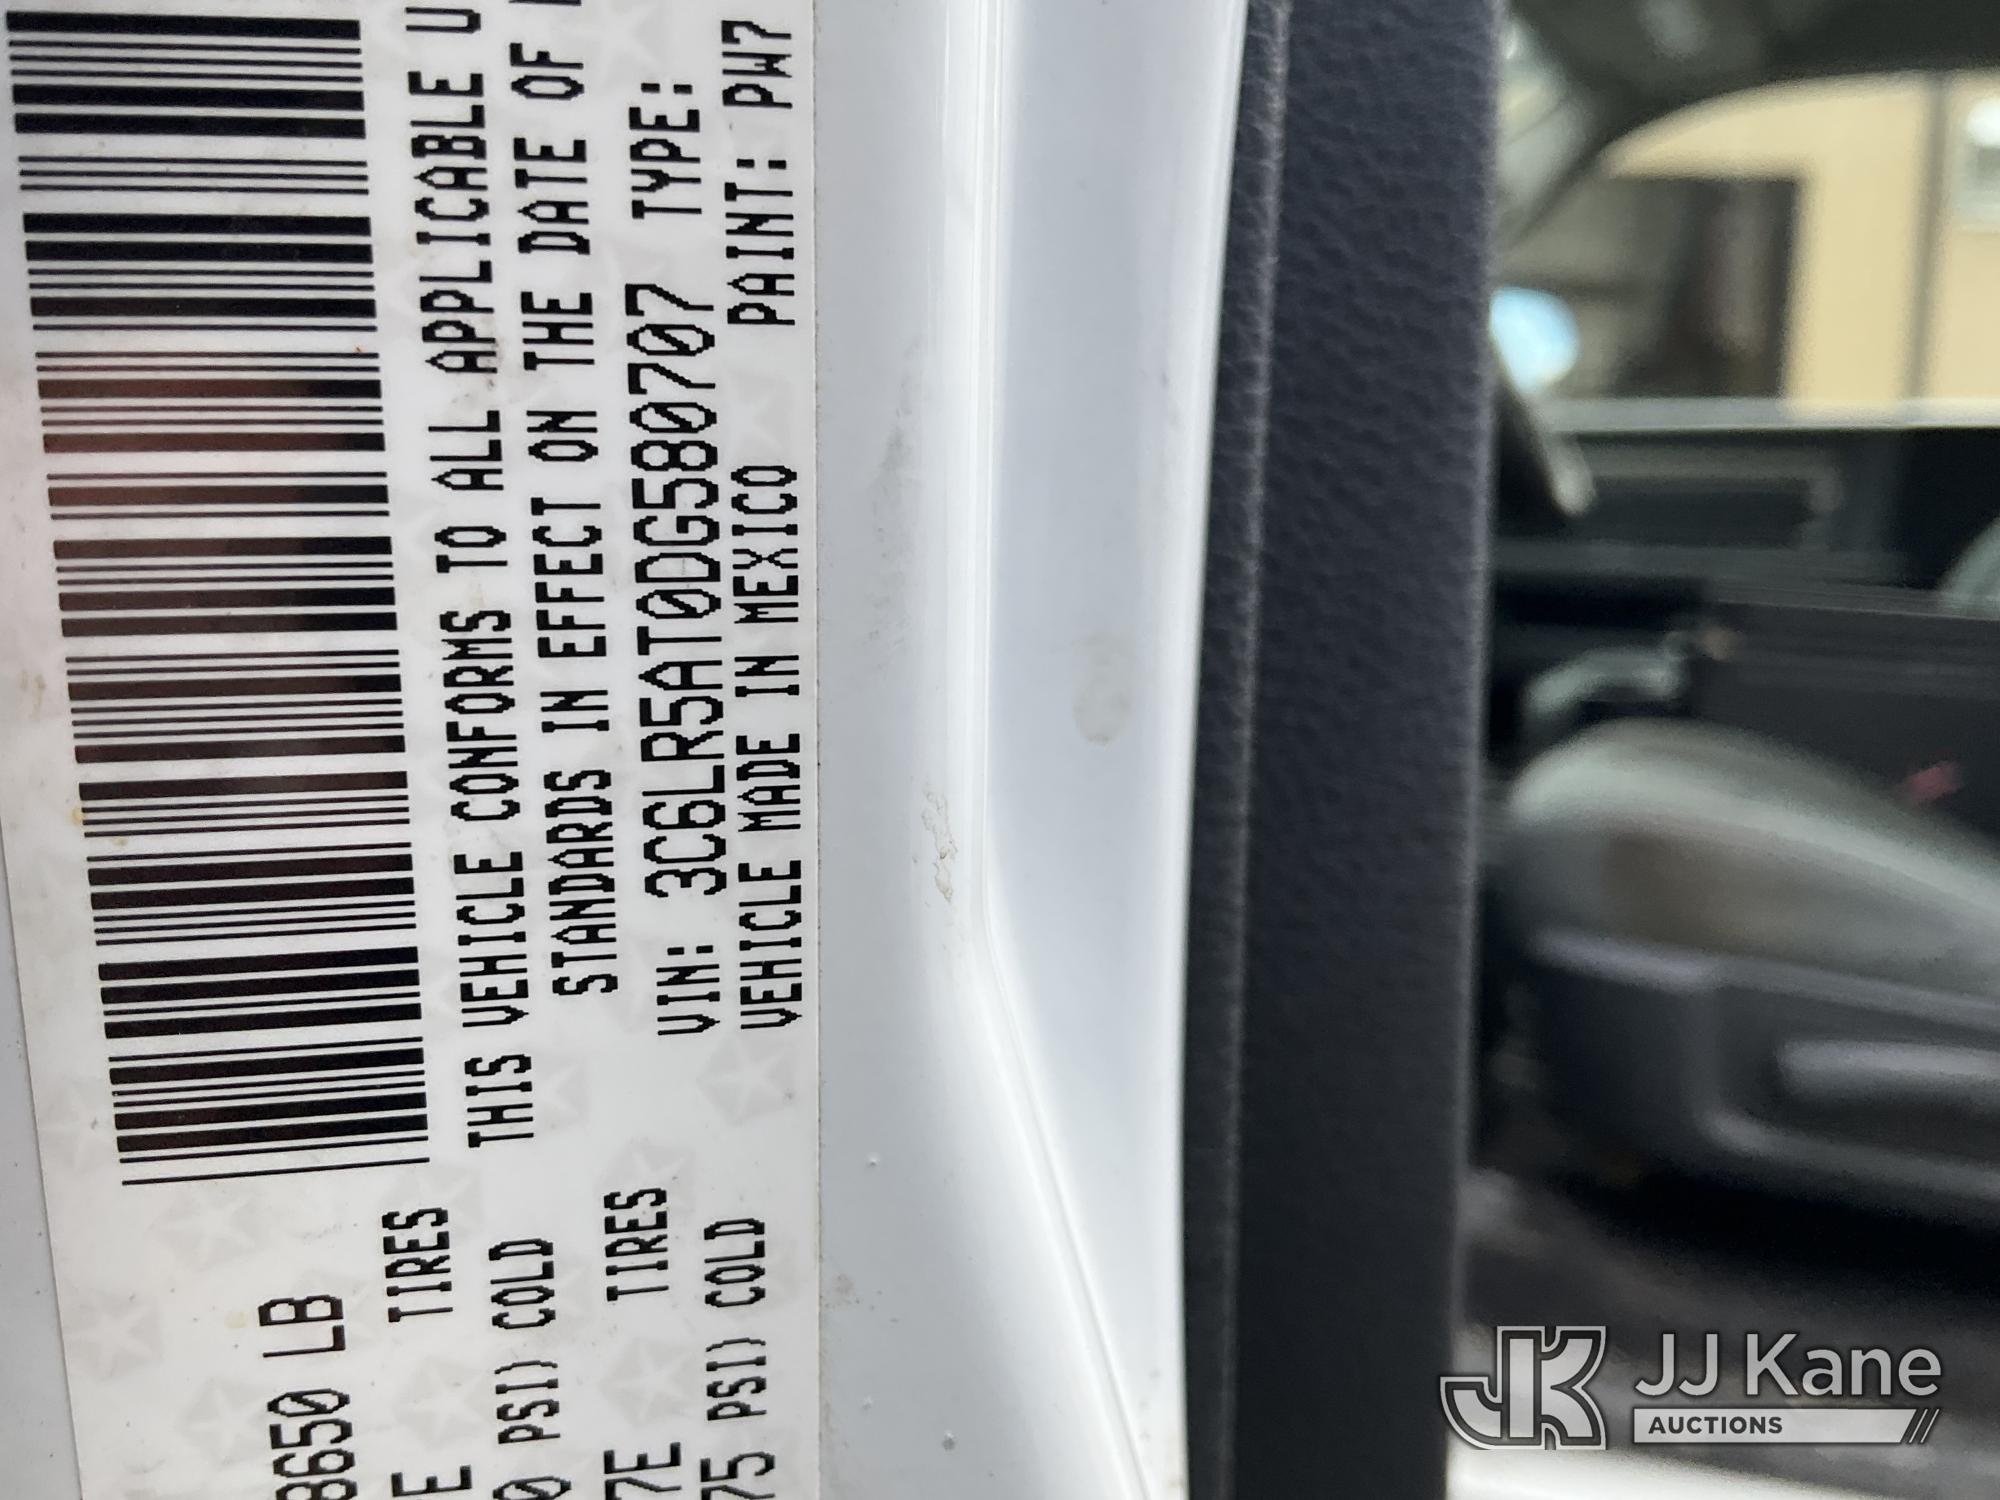 8650 LB
TIRES
PSI) COLD
7E TIRES
75 PSI) COLD
THIS VEHICLE CONFORMS TO ALL APPLICABLE U
STANDARDS IN EFFECT ON THE DATE OF
VIN: 3C6LR5AT0DG580707 TYPE:
VEHICLE MADE IN MEXICO PAINT: PW7
JK JJ Kane
AUCTIONS